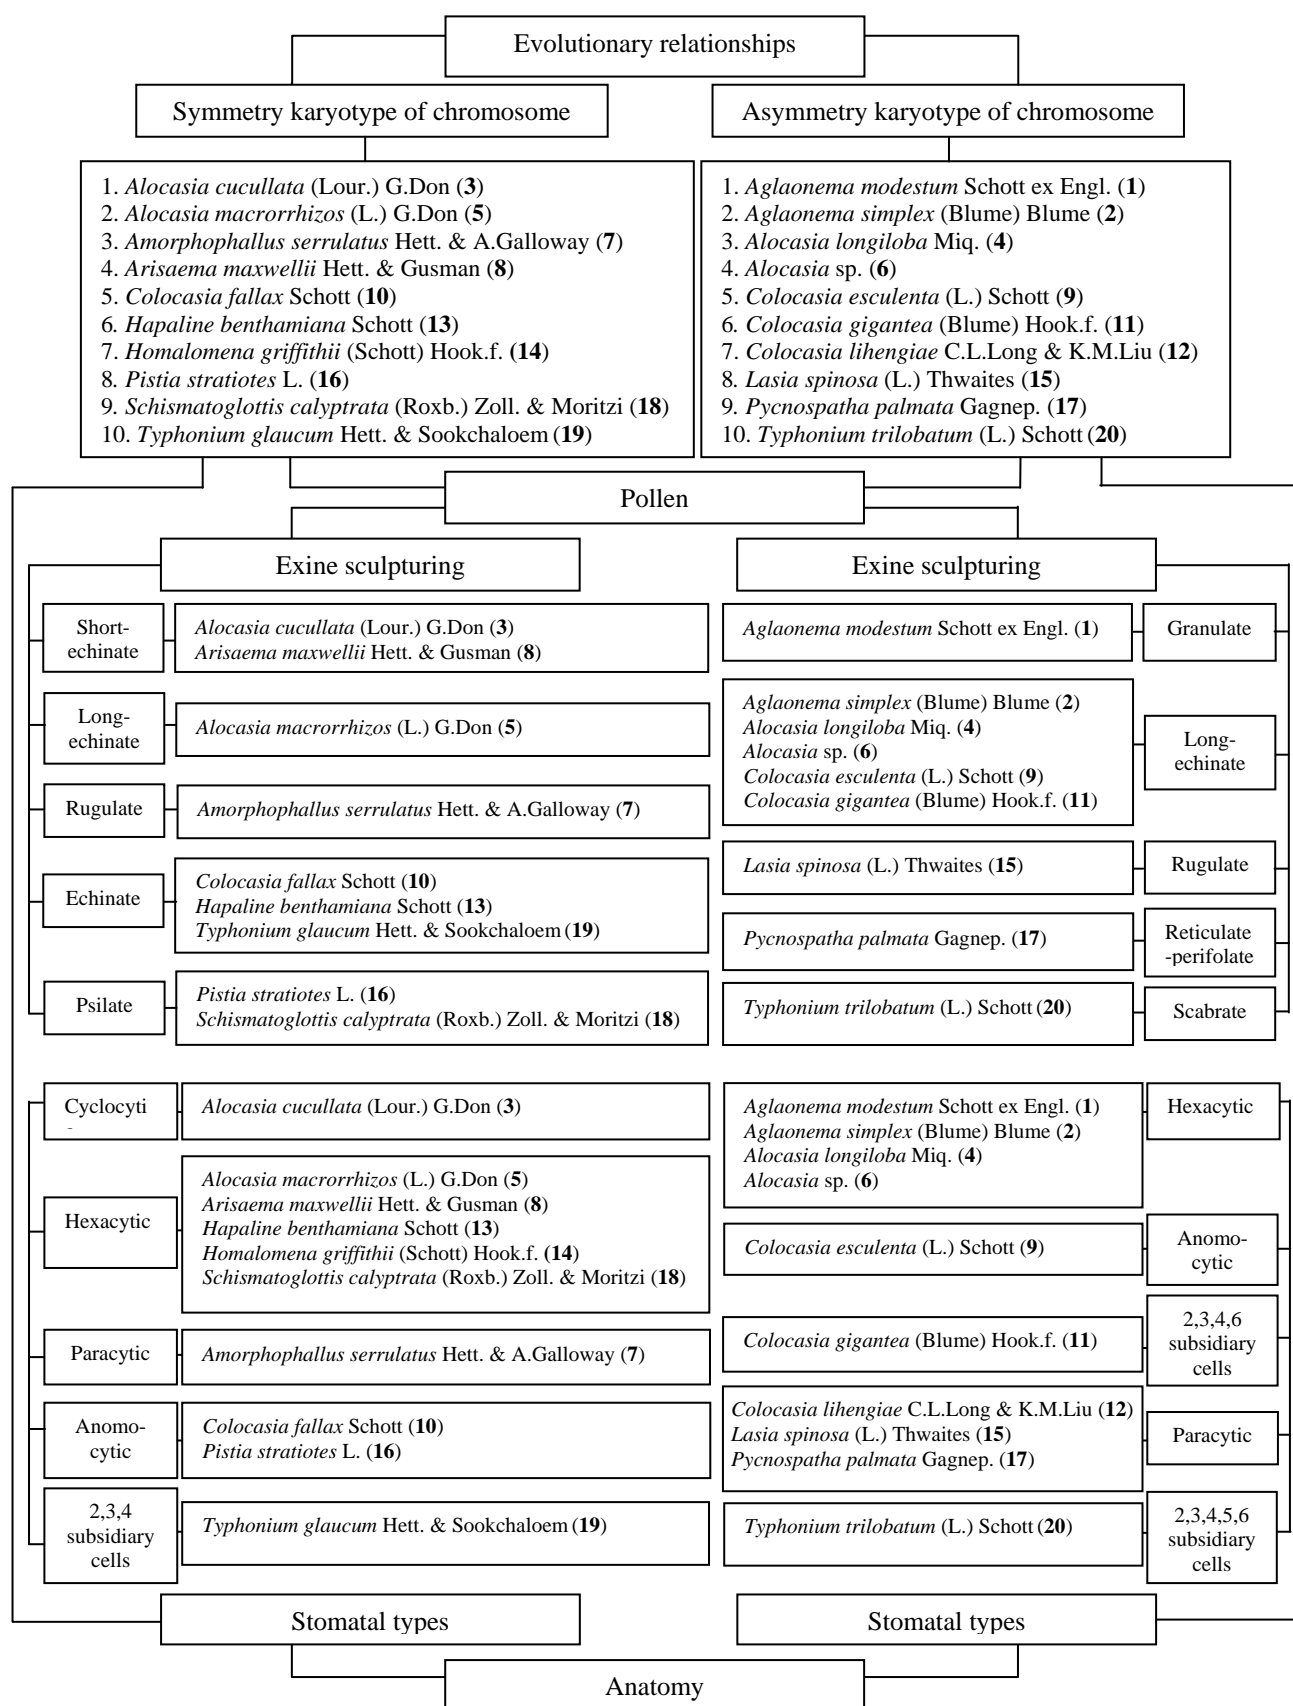 Evolutionary relationships
Symmetry karyotype of chromosome
Asymmetry karyotype of chromosome
1. Alocasia cucullata (Lour.) G.Don (3)
2. Alocasia macrorrhizos (L.) G.Don (5)
3. Amorphophallus serrulatus Hett. & A.Galloway (7)
4. Arisaema maxwellii Hett. & Gusman (8)
5. Colocasia fallax Schott (10)
6. Hapaline benthamiana Schott (13)
7. Homalomena griffithii (Schott) Hook.f. (14)
8. Pistia stratiotes L. (16)
9. Schismatoglottis calyptrata (Roxb.) Zoll. & Moritzi (18)
10. Typhonium glaucum Hett. & Sookchaloem (19)
1. Aglaonema modestum Schott ex Engl. (1)
2. Aglaonema simplex (Blume) Blume (2)
3. Alocasia longiloba Miq. (4)
4. Alocasia sp. (6)
5. Colocasia esculenta (L.) Schott (9)
6. Colocasia gigantea (Blume) Hook.f. (11)
7. Colocasia lihengiae C.L.Long & K.M.Liu (12)
8. Lasia spinosa (L.) Thwaites (15)
9. Pycnospatha palmata Gagnep. (17)
10. Typhonium trilobatum (L.) Schott (20)
Pollen
Exine sculpturing
Short-
echinate
Alocasia cucullata (Lour.) G.Don (3)
Arisaema maxwellii Hett. & Gusman (8)
Long-
echinate
Alocasia macrorrhizos (L.) G.Don (5)
Rugulate
Amorphophallus serrulatus Hett. & A.Galloway (7)
Echinate
Colocasia fallax Schott (10)
Hapaline benthamiana Schott (13)
Typhonium glaucum Hett. & Sookchaloem (19)
Psilate
Pistia stratiotes L. (16)
Schismatoglottis calyptrata (Roxb.) Zoll. & Moritzi (18)
Exine sculpturing
Aglaonema modestum Schott ex Engl. (1)
Granulate
Aglaonema simplex (Blume) Blume (2)
Alocasia longiloba Miq. (4)
Alocasia sp. (6)
Colocasia esculenta (L.) Schott (9)
Colocasia gigantea (Blume) Hook.f. (11)
Long-
echinate
Lasia spinosa (L.) Thwaites (15)
Rugulate
Pycnospatha palmata Gagnep. (17)
Reticulate
-perifolate
Typhonium trilobatum (L.) Schott (20)
Scabrate
Cyclocyti
Alocasia cucullata (Lour.) G.Don (3)
Hexacytic
Alocasia macrorrhizos (L.) G.Don (5)
Arisaema maxwellii Hett. & Gusman (8)
Hapaline benthamiana Schott (13)
Homalomena griffithii (Schott) Hook.f. (14)
Schismatoglottis calyptrata (Roxb.) Zoll. & Moritzi (18)
Paracytic
Amorphophallus serrulatus Hett. & A.Galloway (7)
Anomo-
cytic
Colocasia fallax Schott (10)
Pistia stratiotes L. (16)
2,3,4
subsidiary
cells
Typhonium glaucum Hett. & Sookchaloem (19)
Aglaonema modestum Schott ex Engl. (1)
Aglaonema simplex (Blume) Blume (2)
Alocasia longiloba Miq. (4)
Alocasia sp. (6)
Hexacytic
Colocasia esculenta (L.) Schott (9)
Anomo-
cytic
Colocasia gigantea (Blume) Hook.f. (11)
2,3,4,6
subsidiary
cells
Colocasia lihengiae C.L.Long & K.M.Liu (12)
Lasia spinosa (L.) Thwaites (15)
Pycnospatha palmata Gagnep. (17)
Paracytic
Typhonium trilobatum (L.) Schott (20)
2,3,4,5,6
subsidiary
cells
Stomatal types
Stomatal types
Anatomy